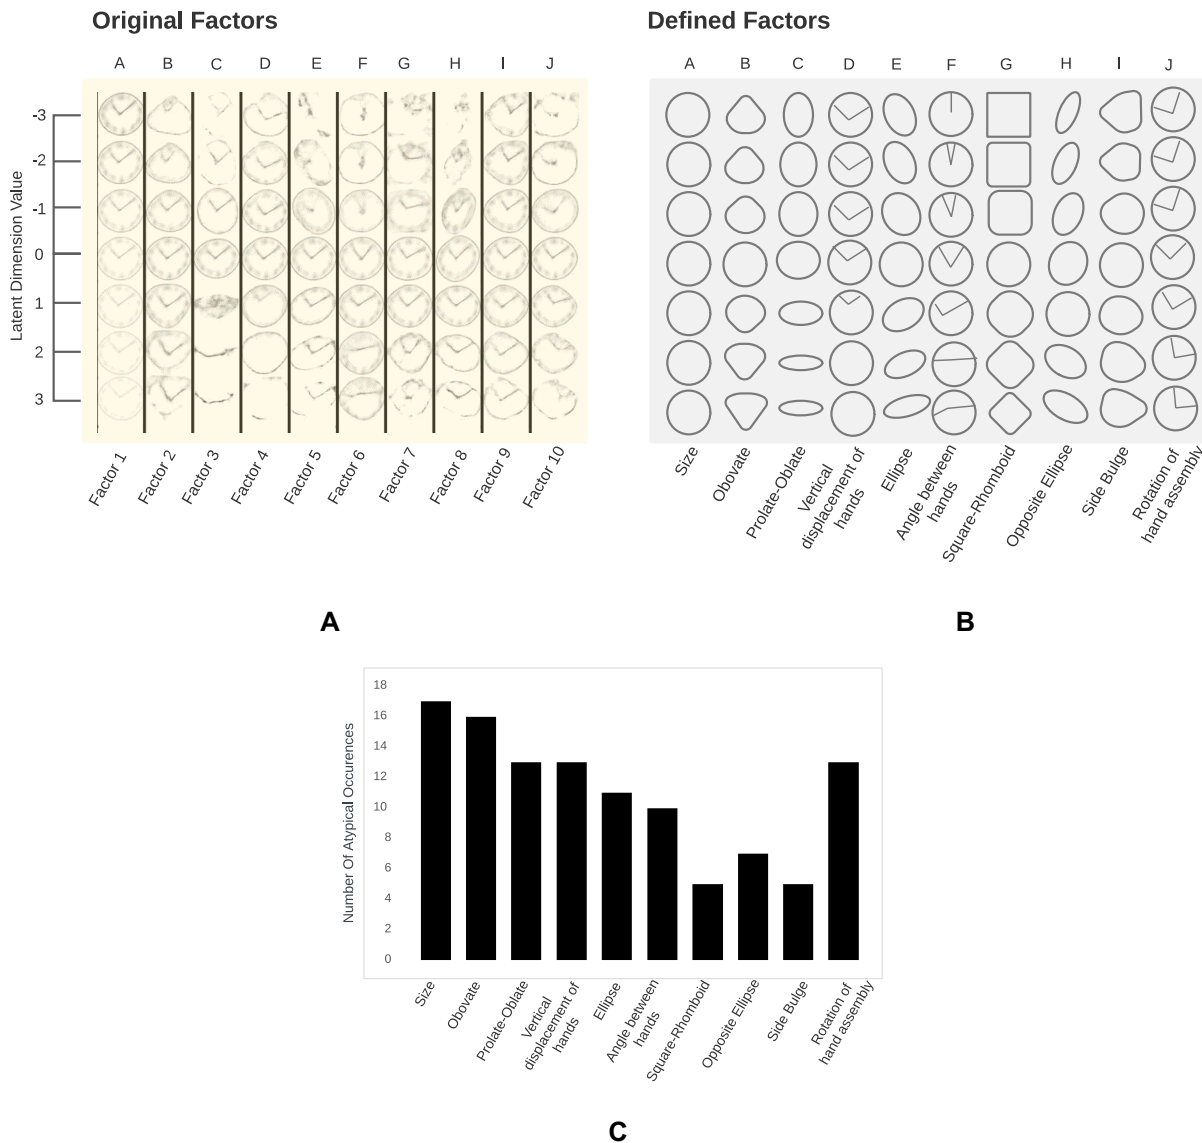 Original Factors
A B C D E F G H I J
Latent Dimension Value
-3
-2
-1
0
1
2
3
Factor 1
Factor 2
Factor 3
Factor 4
Factor 5
Factor 6
Factor 7
Factor 8
Factor 9
Factor 10
A
Defined Factors
A B C D E F G H I J
Size
Obovate
Prolate-Oblate
Vertical
displacement of
hands
Ellipse
Angle between
hands
Square-Rhomboid
Opposite Ellipse
Side Bulge
Rotation of
hand assembly
B
Number Of Atypical Occurences
18
16
14
12
10
8
6
4
2
0
Size
Obovate
Prolate-Oblate
Vertical
displacement of
hands
Ellipse
Angle between
hands
Square-Rhomboid
Opposite Ellipse
Side Bulge
Rotation of
hand assembly
C